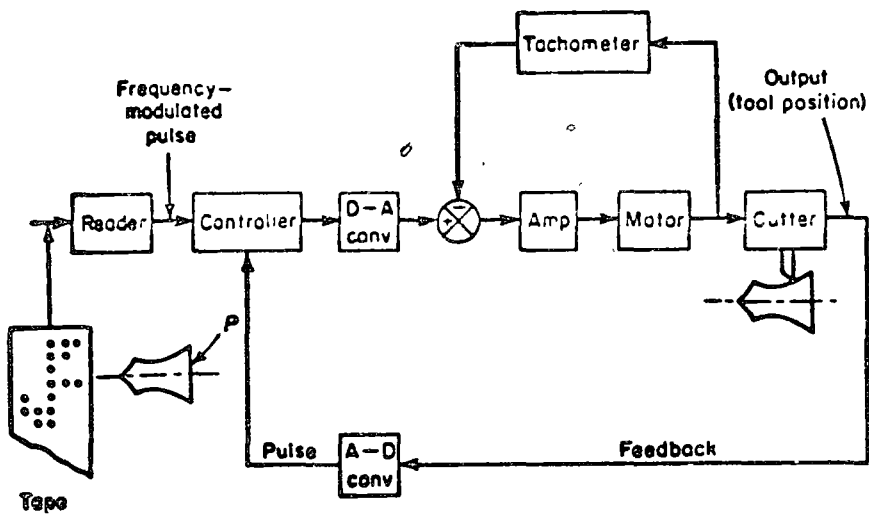 Tachometer
Output
(tool position)
Frequency-
modulated
pulse
Reader
Controller
D-A
conv
-
+
Amp
Motor
Cutter
P
Pulse
A-D
conv
Feedback
Tape